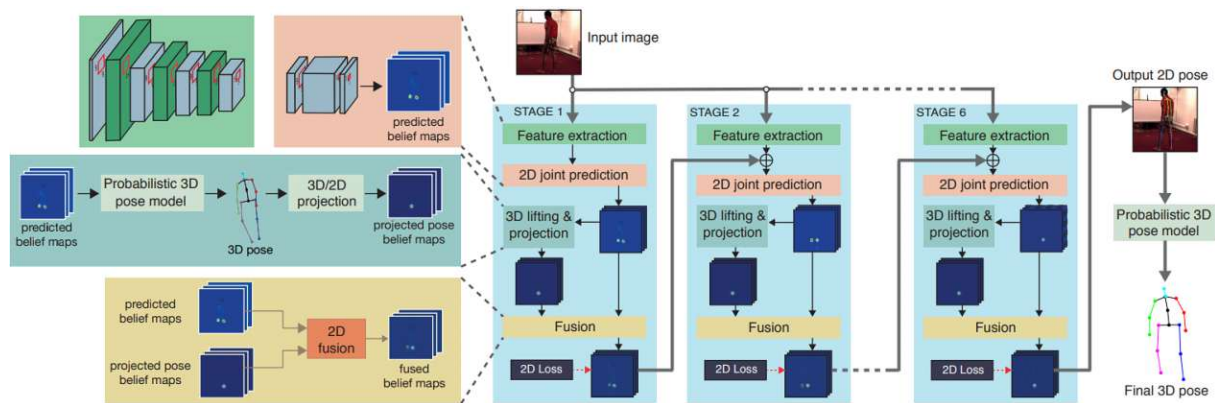 predicted
belief maps
predicted
belief maps
Probabilistic 3D
pose model
3D pose
3D/2D
projection
projected pose
belief maps
predicted
belief maps
projected pose
belief maps
2D
fusion
fused
belief maps
Input image
STAGE 1
Feature extraction
2D joint prediction
3D lifting &
projection
Fusion
2D Loss
STAGE 2
Feature extraction
2D joint prediction
3D lifting &
projection
Fusion
2D Loss
STAGE 6
Feature extraction
2D joint prediction
3D lifting &
projection
Fusion
2D Loss
Output 2D pose
Probabilistic 3D
pose model
Final 3D pose